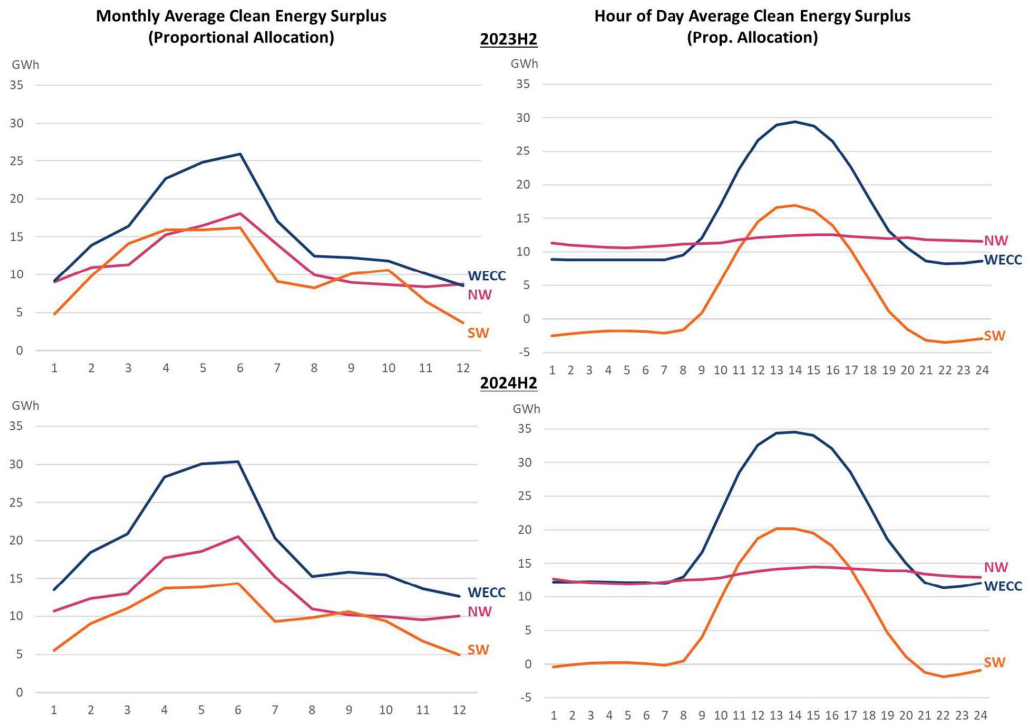 Monthly Average Clean Energy Surplus
(Proportional Allocation)
Hour of Day Average Clean Energy Surplus
(Prop. Allocation)
2023H2
GWh
35
30
25
20
15
10
5
0
1 2 3 4 5 6 7 8 9 10 11 12
WECC
NW
SW
GWh
35
30
25
20
15
10
5
0
-5
1 2 3 4 5 6 7 8 9 10 11 12 13 14 15 16 17 18 19 20 21 22 23 24
NW
WECC
SW
2024H2
GWh
35
30
25
20
15
10
5
0
1 2 3 4 5 6 7 8 9 10 11 12
WECC
NW
SW
GWh
35
30
25
20
15
10
5
0
-5
1 2 3 4 5 6 7 8 9 10 11 12 13 14 15 16 17 18 19 20 21 22 23 24
NW
WECC
SW